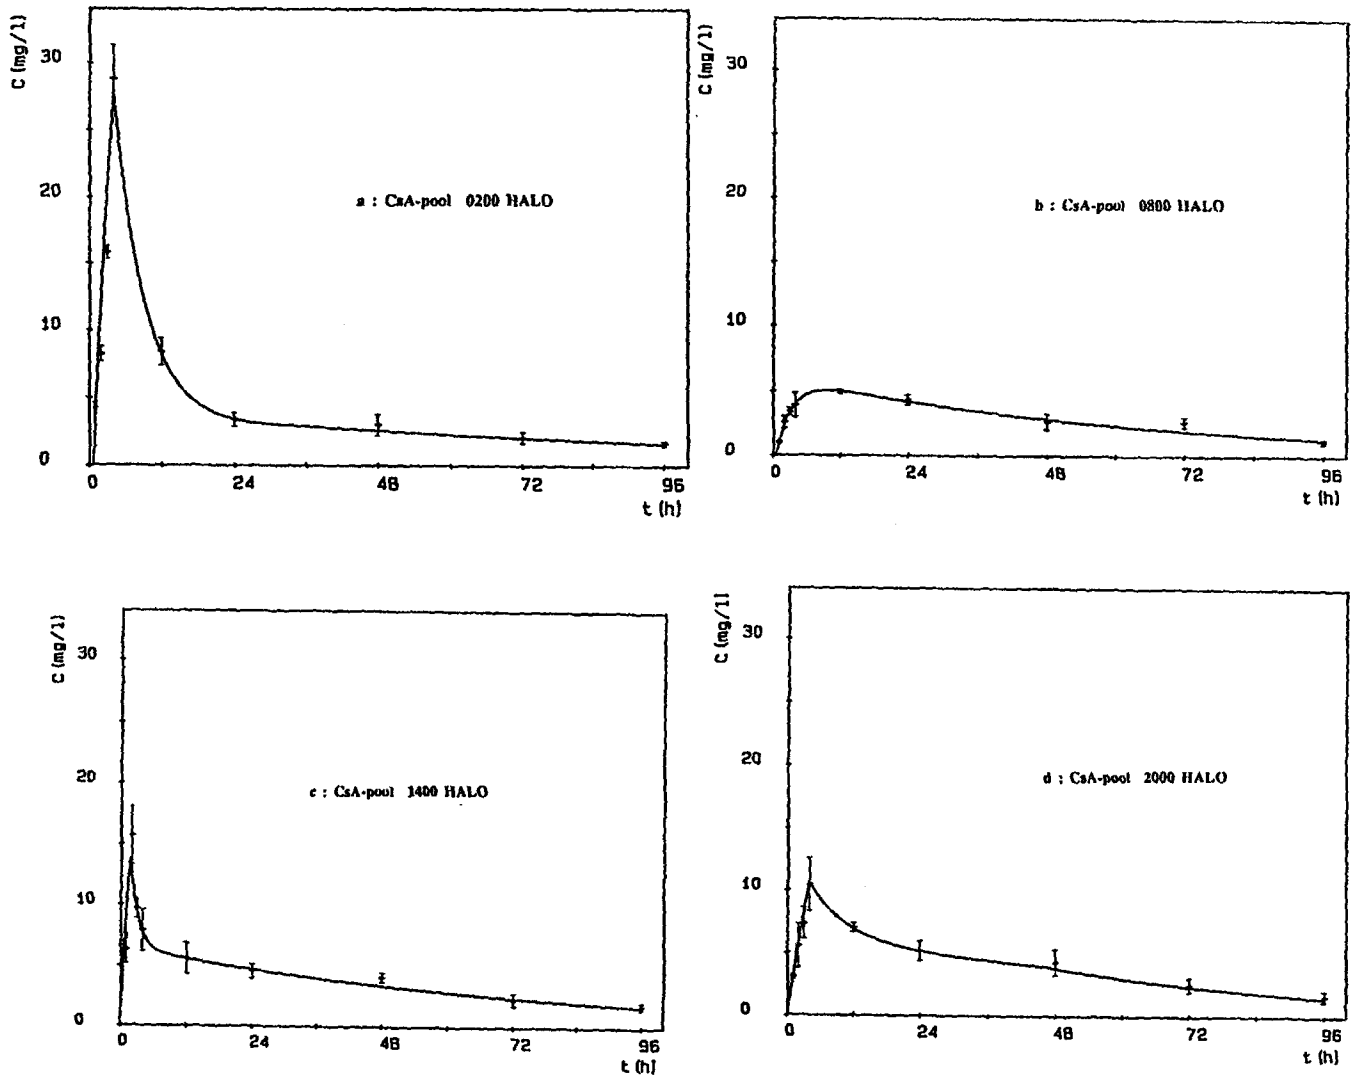 C (mg/l)
30
20
10
0
a : CsA-pool 0200 HALO
0 24 48 72 96
t (h)
C (mg/l)
30
20
10
0
b : CsA-pool 0800 HALO
0 24 48 72 96
t (h)
C (mg/l)
30
20
10
0
c : CsA-pool 1400 HALO
0 24 48 72 96
t (h)
C (mg/l)
30
20
10
0
d : CsA-pool 2000 HALO
0 24 48 72 96
t (h)